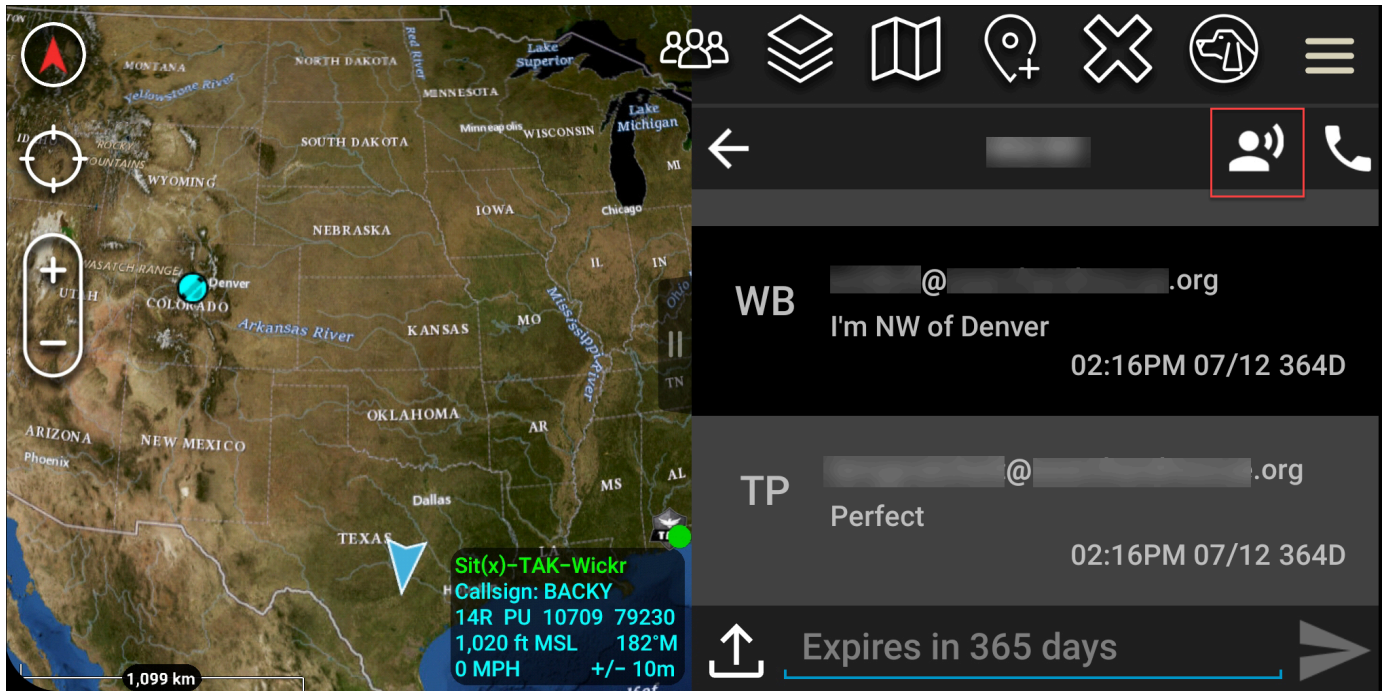 MONTANA
NORTH DAKOTA
Red River
Lake
Superior
Yellowstone River
MINNESOTA
Lake
Michigan
Minneapolis
WISCONSIN
ID
ROCKY
MOUNTAINS
SOUTH DAKOTA
MI
WYOMING
IOWA
Chicago
NEBRASKA
IL
IN
WASATCH RANGE
Denver
UTAH
COLORADO
Ohio
Arkansas River
KANSAS
MO
Mississippi River
TN
OKLAHOMA
AR
ARIZONA
NEW MEXICO
Phoenix
MS
AL
Dallas
TEXAS
LA
Sit(x)-TAK-Wickr
Callsign: BACKY
14R PU 10709 79230
1,020 ft MSL 182°M
0 MPH +/- 10m
1,099 km
WB
@ .org
I'm NW of Denver
02:16PM 07/12 364D
TP
@ .org
Perfect
02:16PM 07/12 364D
Expires in 365 days